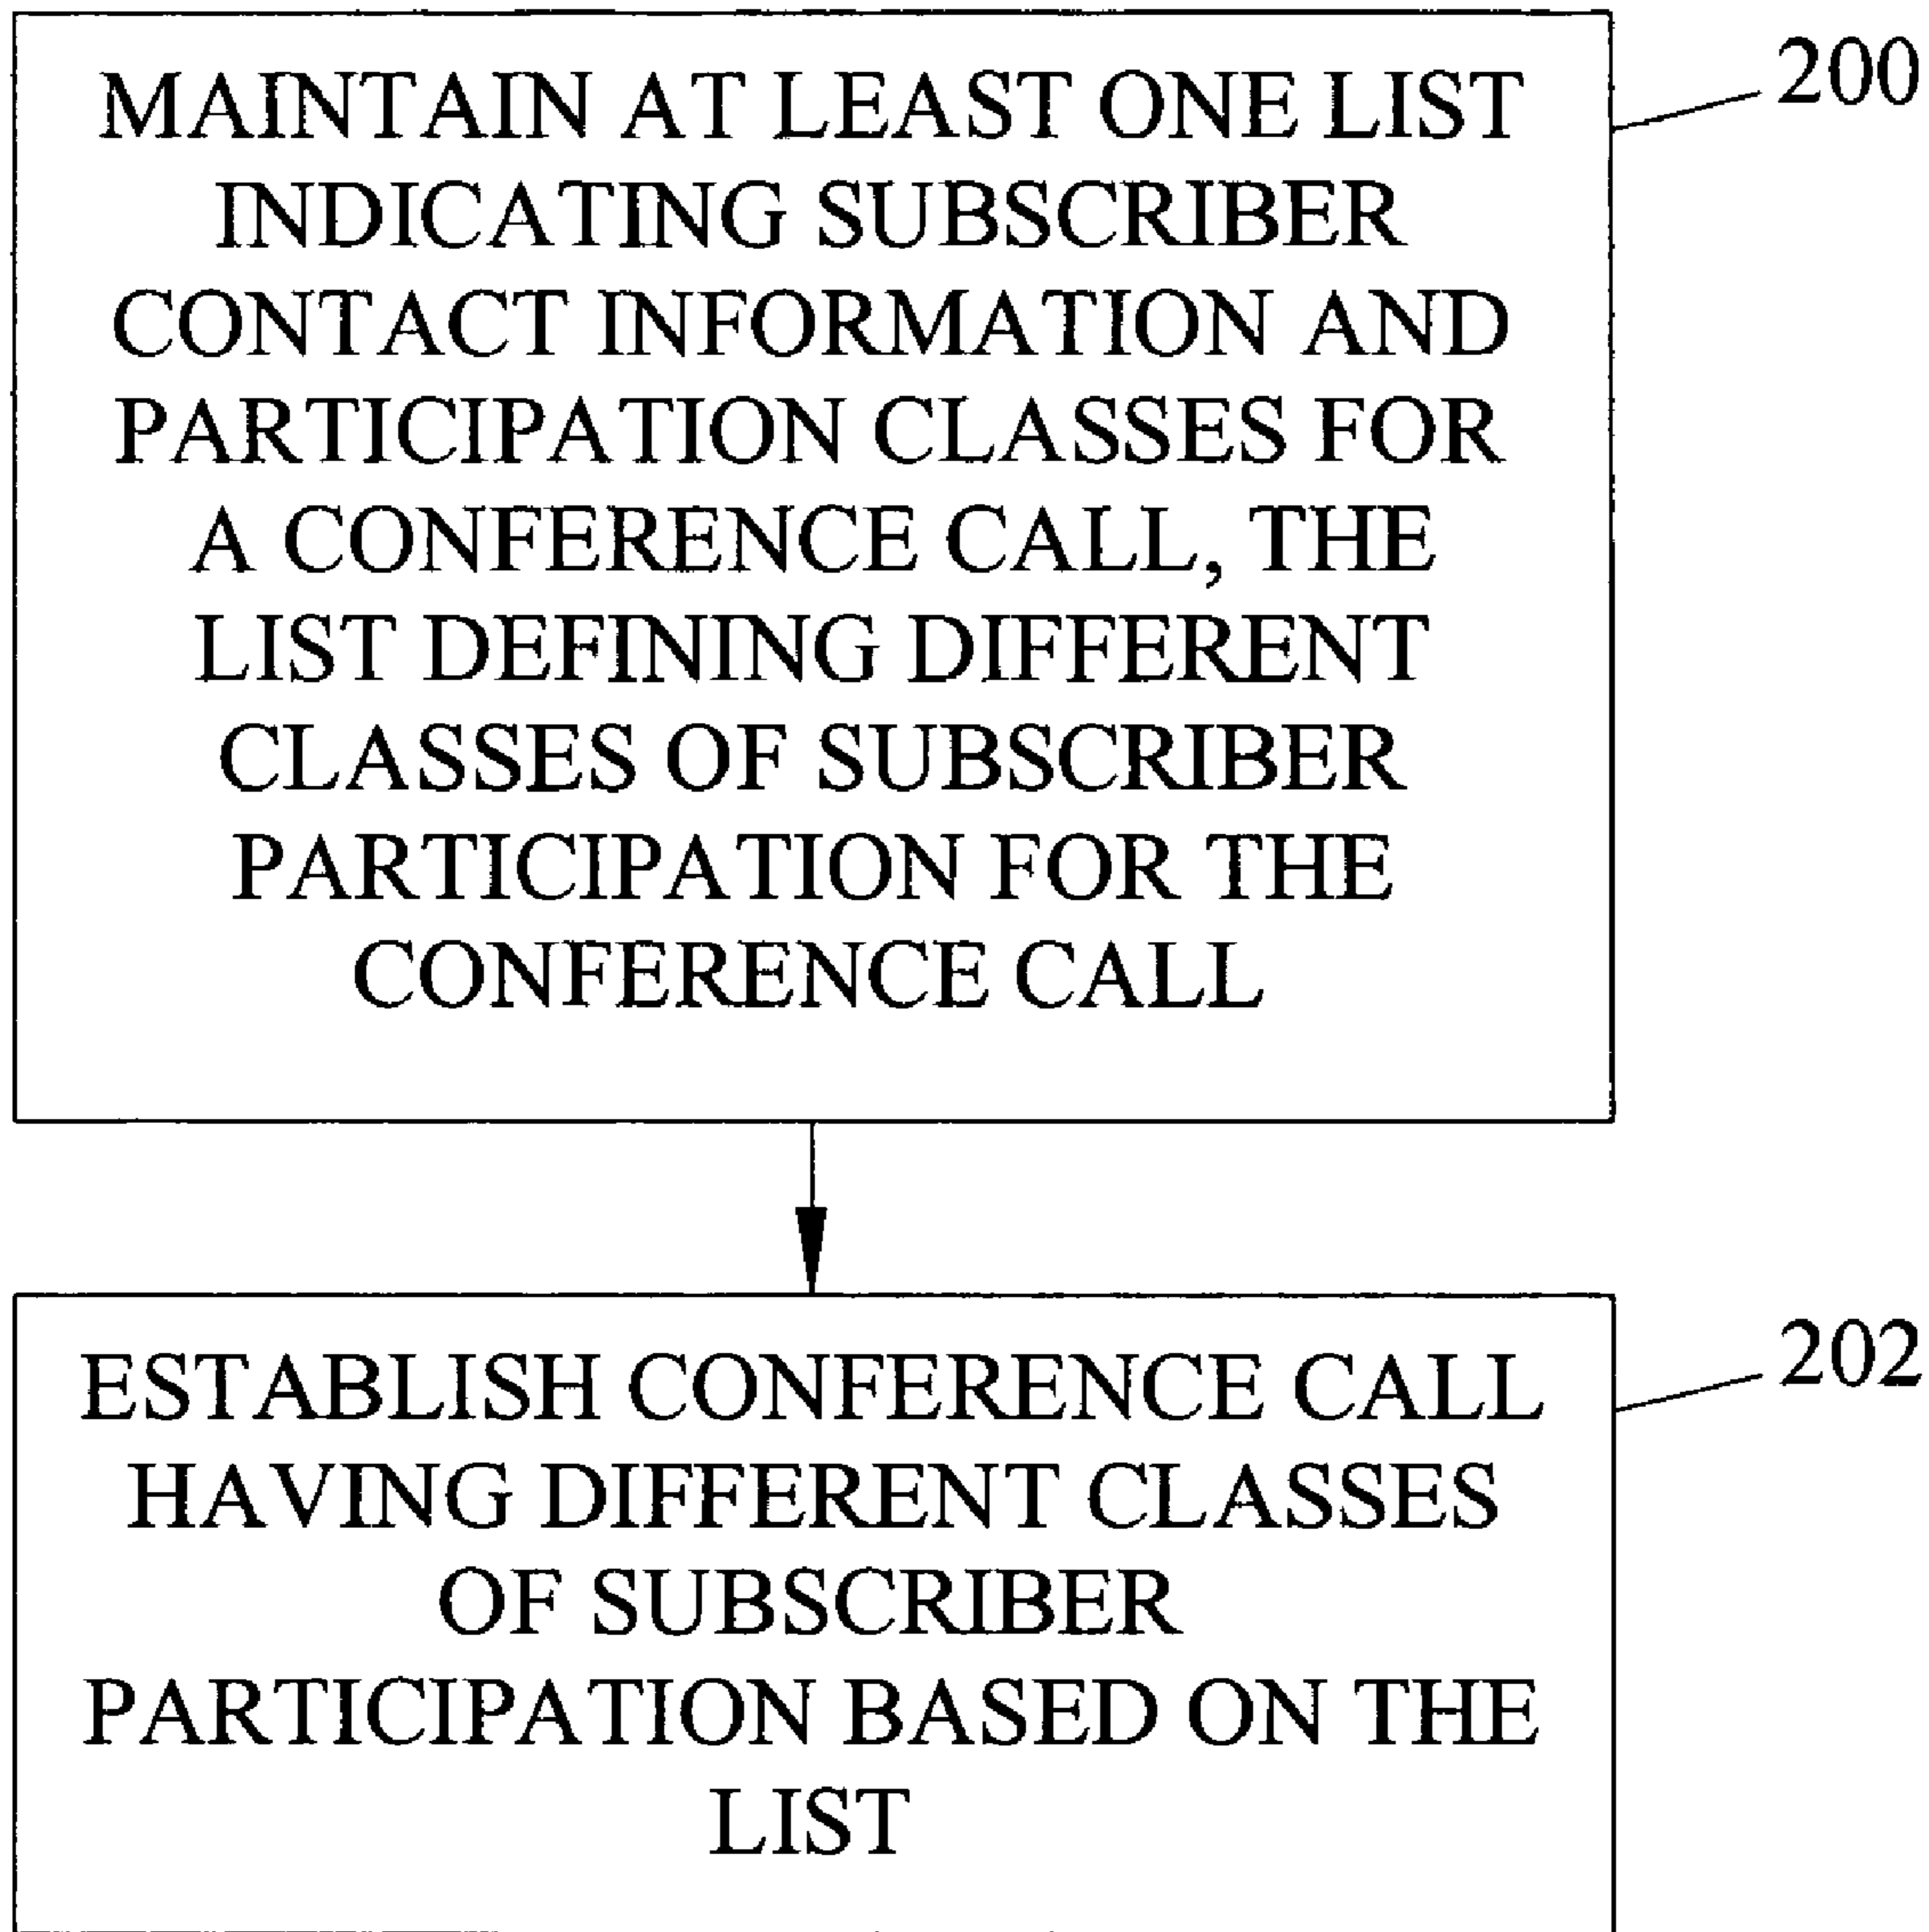 MAINTAIN AT LEAST ONE LIST
200
INDICATING SUBSCRIBER
CONTACT INFORMATION AND
PARTICIPATION CLASSES FOR
A CONFERENCE CALL, THE
LIST DEFINING DIFFERENT
CLASSES OF SUBSCRIBER
PARTICIPATION FOR THE
CONFERENCE CALL
ESTABLISH CONFERENCE CALL
202
HAVING DIFFERENT CLASSES
OF SUBSCRIBER
PARTICIPATION BASED ON THE
LIST